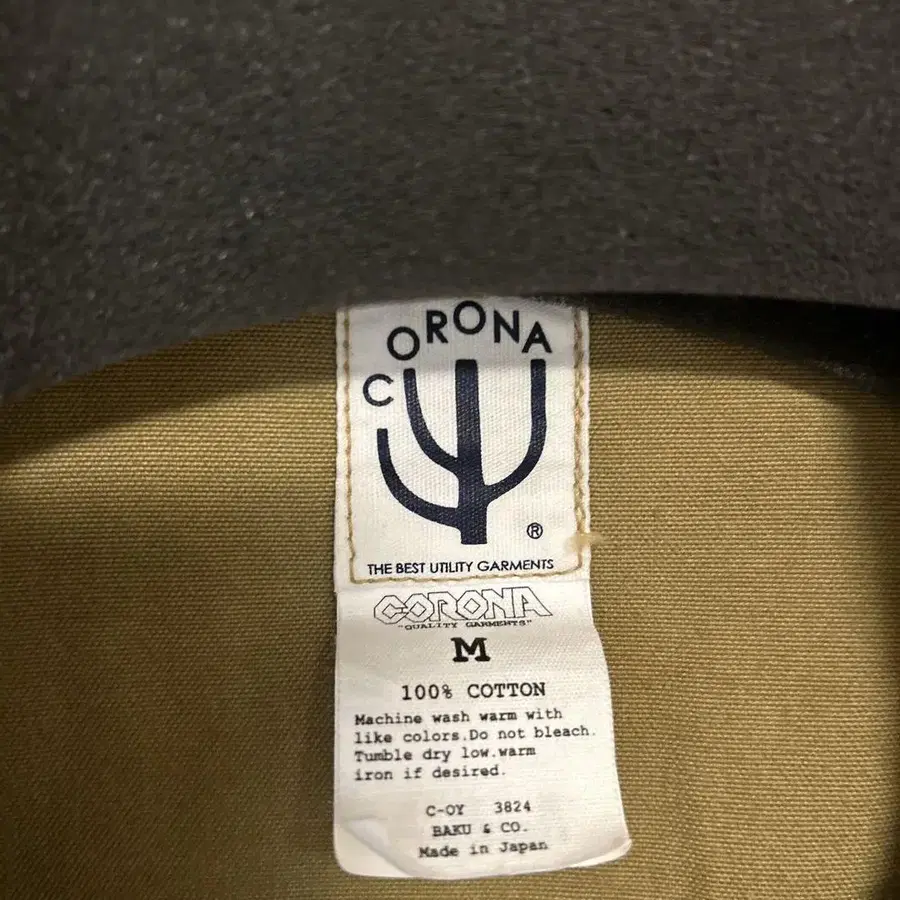 CORONA
®
THE BEST UTILITY GARMENTS
CORONA
"QUALITY GARMENTS"
M
100% COTTON
Machine wash warm with
like colors.Do not bleach.
Tumble dry low.warm
iron if desired.
C-OY 3824
BAKU & CO.
Made in Japan